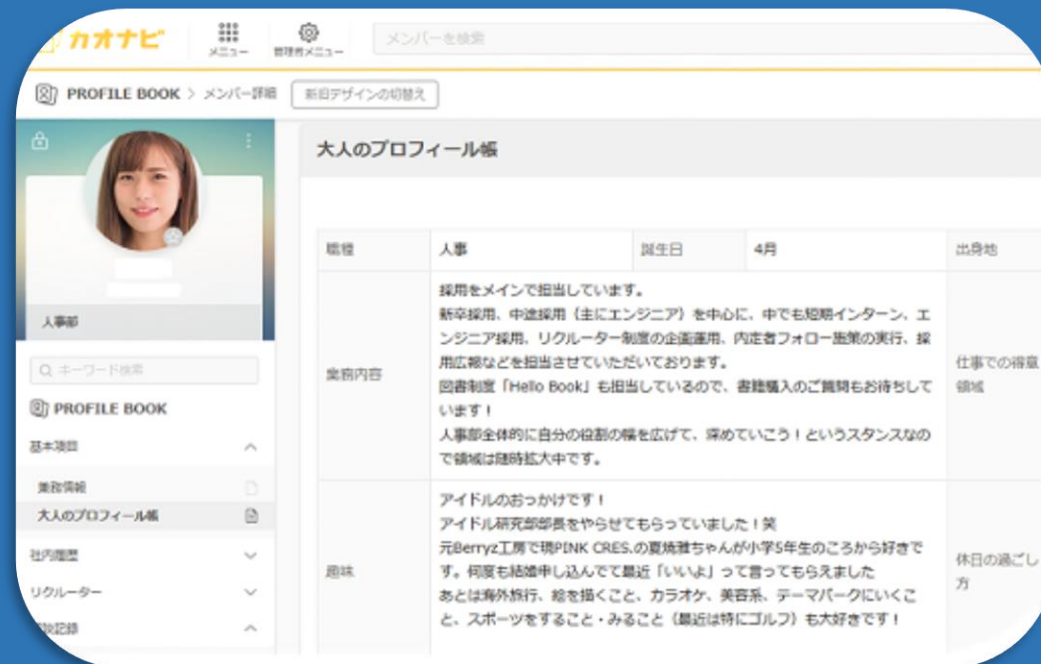 カオナビ
メニュー
管理者メニュー
メンバーを検索
PROFILE BOOK > メンバー詳細
新旧デザインの切替え
大人のプロフィール帳
人事部
キーワード検索
PROFILE BOOK
基本項目
業務情報
大人のプロフィール帳
社内履歴
リクルーター
職種
人事
誕生日
4月
出身地
業務内容
採用をメインで担当しています。
新卒採用、中途採用（主にエンジニア）を中心に、中でも短期インターン、エ
ンジニア採用、リクルーター制度の企画運用、内定者フォロー施策の実行、採
用広報などを担当させていただいております。
図書制度「Hello Book」も担当しているので、書籍購入のご質問もお待ちして
います！
人事部全体的に自分の役割の幅を広げて、深めていこう！というスタンスなの
で領域は随時拡大中です。
仕事での得意
領域
趣味
アイドルのおっかけです！
アイドル研究部部長をやらせてもらっていました！笑
元Berryz工房で現PINK CRES.の夏焼雅ちゃんが小学5年生のころから好きで
す。何度も結婚申し込んでて最近「いいよ」って言ってもらえました
あとは海外旅行、絵を描くこと、カラオケ、美容系、テーマパークにいくこ
と、スポーツをすること・みること（最近は特にゴルフ）も大好きです！
休日の過ごし
方